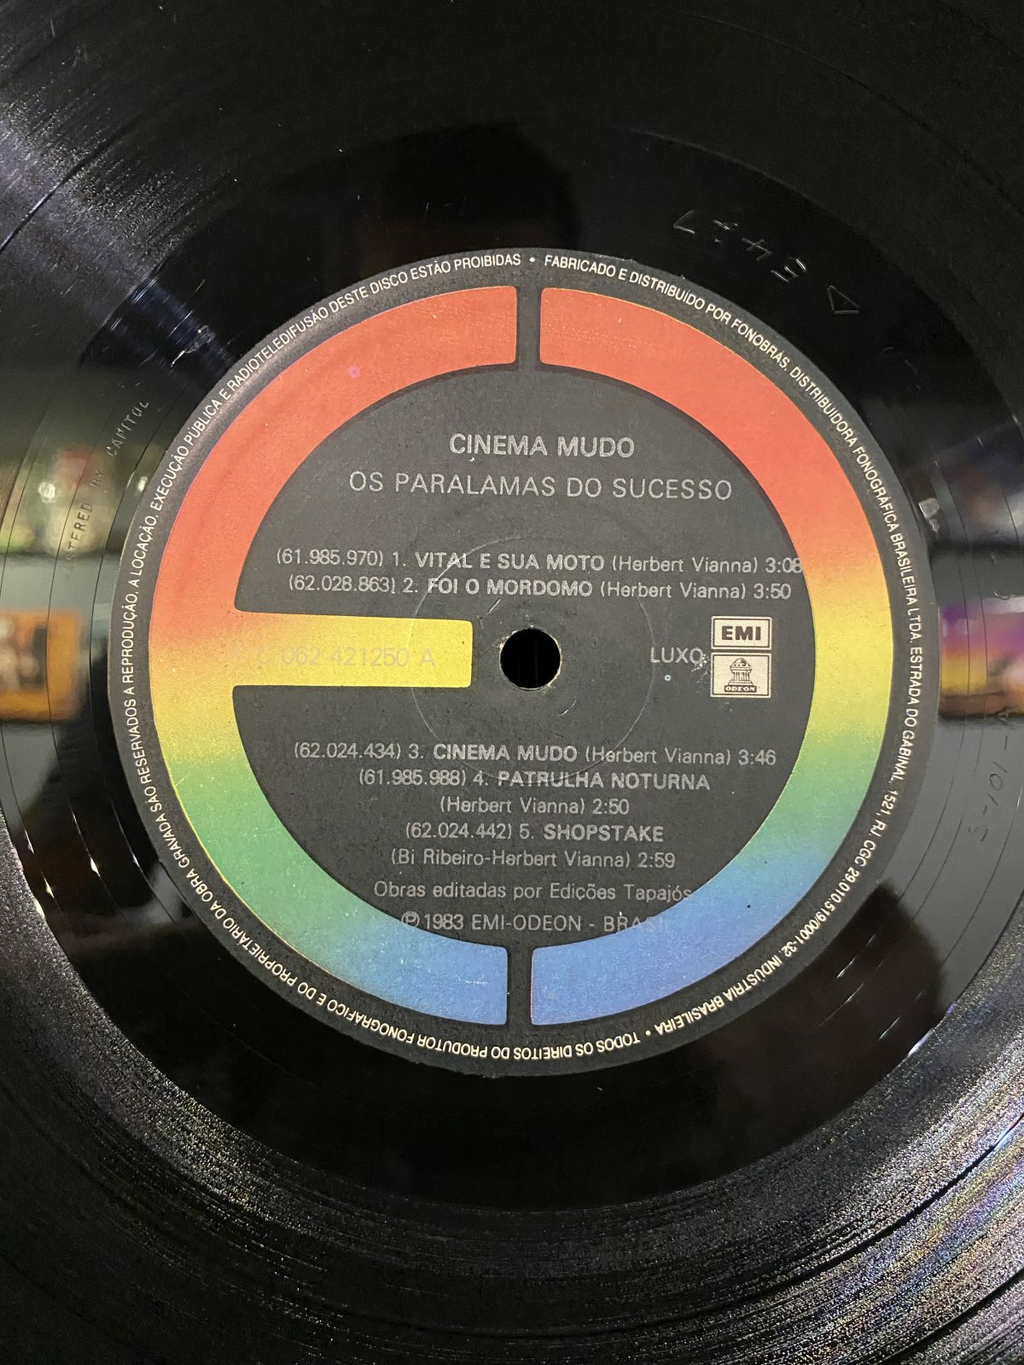 CINEMA MUDO
OS PARALAMAS DO SUCESSO
(61.985.970) 1. VITAL E SUA MOTO (Herbert Vianna) 3:08
(62.028.863) 2. FOI O MORDOMO (Herbert Vianna) 3:50
062 421250 A
LUXO
EMI
ODEON
(62.024.434) 3. CINEMA MUDO (Herbert Vianna) 3:46
(61.985.988) 4. PATRULHA NOTURNA
(Herbert Vianna) 2:50
(62.024.442) 5. SHOPSTAKE
(Bi Ribeiro-Herbert Vianna) 2:59
Obras editadas por Edições Tapajós
℗ 1983 EMI-ODEON - BRASIL
• FABRICADO E DISTRIBUÍDO POR FONOBRAS, DISTRIBUIDORA FONOGRÁFICA BRASILEIRA LTDA. ESTRADA DO GABINAL, 1521, RJ. CGC 29.010.519/0001-32. INDÚSTRIA BRASILEIRA • TODOS OS DIREITOS DO PRODUTOR FONOGRÁFICO E DO PROPRIETÁRIO DA OBRA GRAVADA SÃO RESERVADOS A REPRODUÇÃO, A LOCAÇÃO, EXECUÇÃO PÚBLICA E RADIOTELEDIFUSÃO DESTE DISCO ESTÃO PROIBIDAS
BY CAPITOL